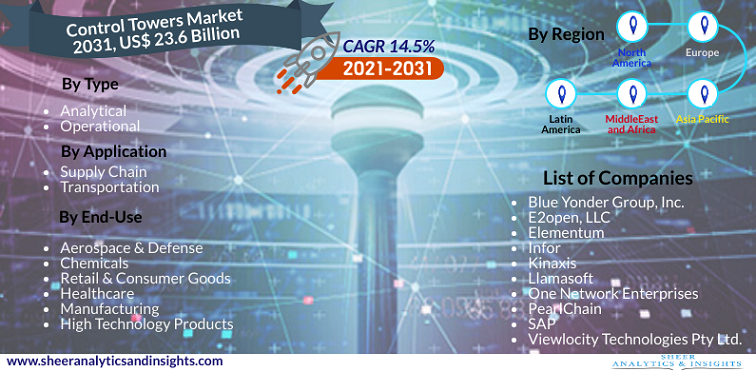 Control Towers Market
2031, US$ 23.6 Billion
CAGR 14.5%
2021-2031
By Type
Analytical
Operational
By Application
Supply Chain
Transportation
By End-Use
Aerospace & Defense
Chemicals
Retail & Consumer Goods
Healthcare
Manufacturing
High Technology Products
By Region
North
America
Europe
Latin
America
MiddleEast
and Africa
Asia Pacific
List of Companies
Blue Yonder Group, Inc.
E2open, LLC
Elementum
Infor
Kinaxis
Llamasoft
One Network Enterprises
PearlChain
SAP
Viewlocity Technologies Pty Ltd.
www.sheeranalyticsandinsights.com
SHEER
ANALYTICS & INSIGHTS